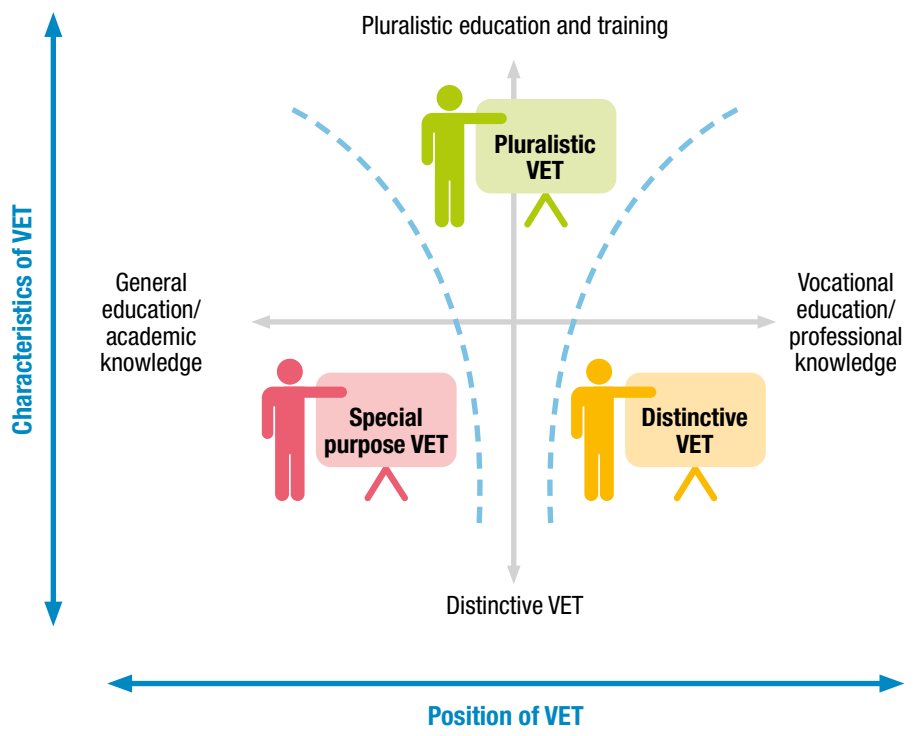 Pluralistic education and training
Pluralistic
VET
Characteristics of VET
General
education/
academic
knowledge
Vocational
education/
professional
knowledge
Special
purpose VET
Distinctive
VET
Distinctive VET
Position of VET